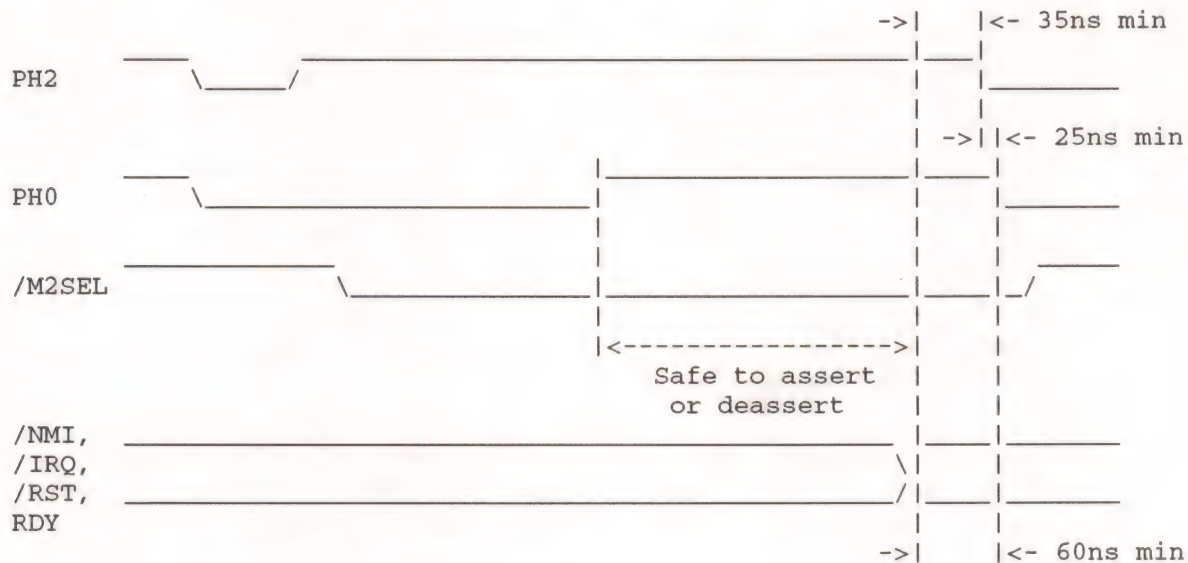 ->| |<- 35ns min
PH2
->| |<- 25ns min
PH0
/M2SEL
|<-------------------->|
Safe to assert
or deassert
/NMI,
/IRQ,
/RST,
RDY
->| |<- 60ns min